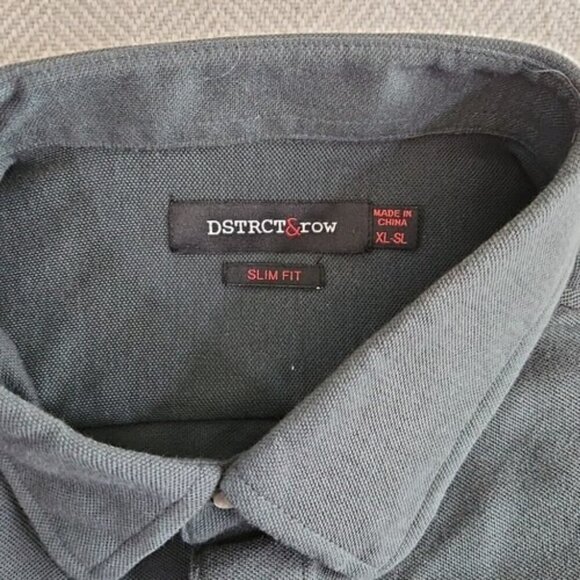 DSTRCT&row
MADE IN
CHINA
XL-SL
SLIM FIT